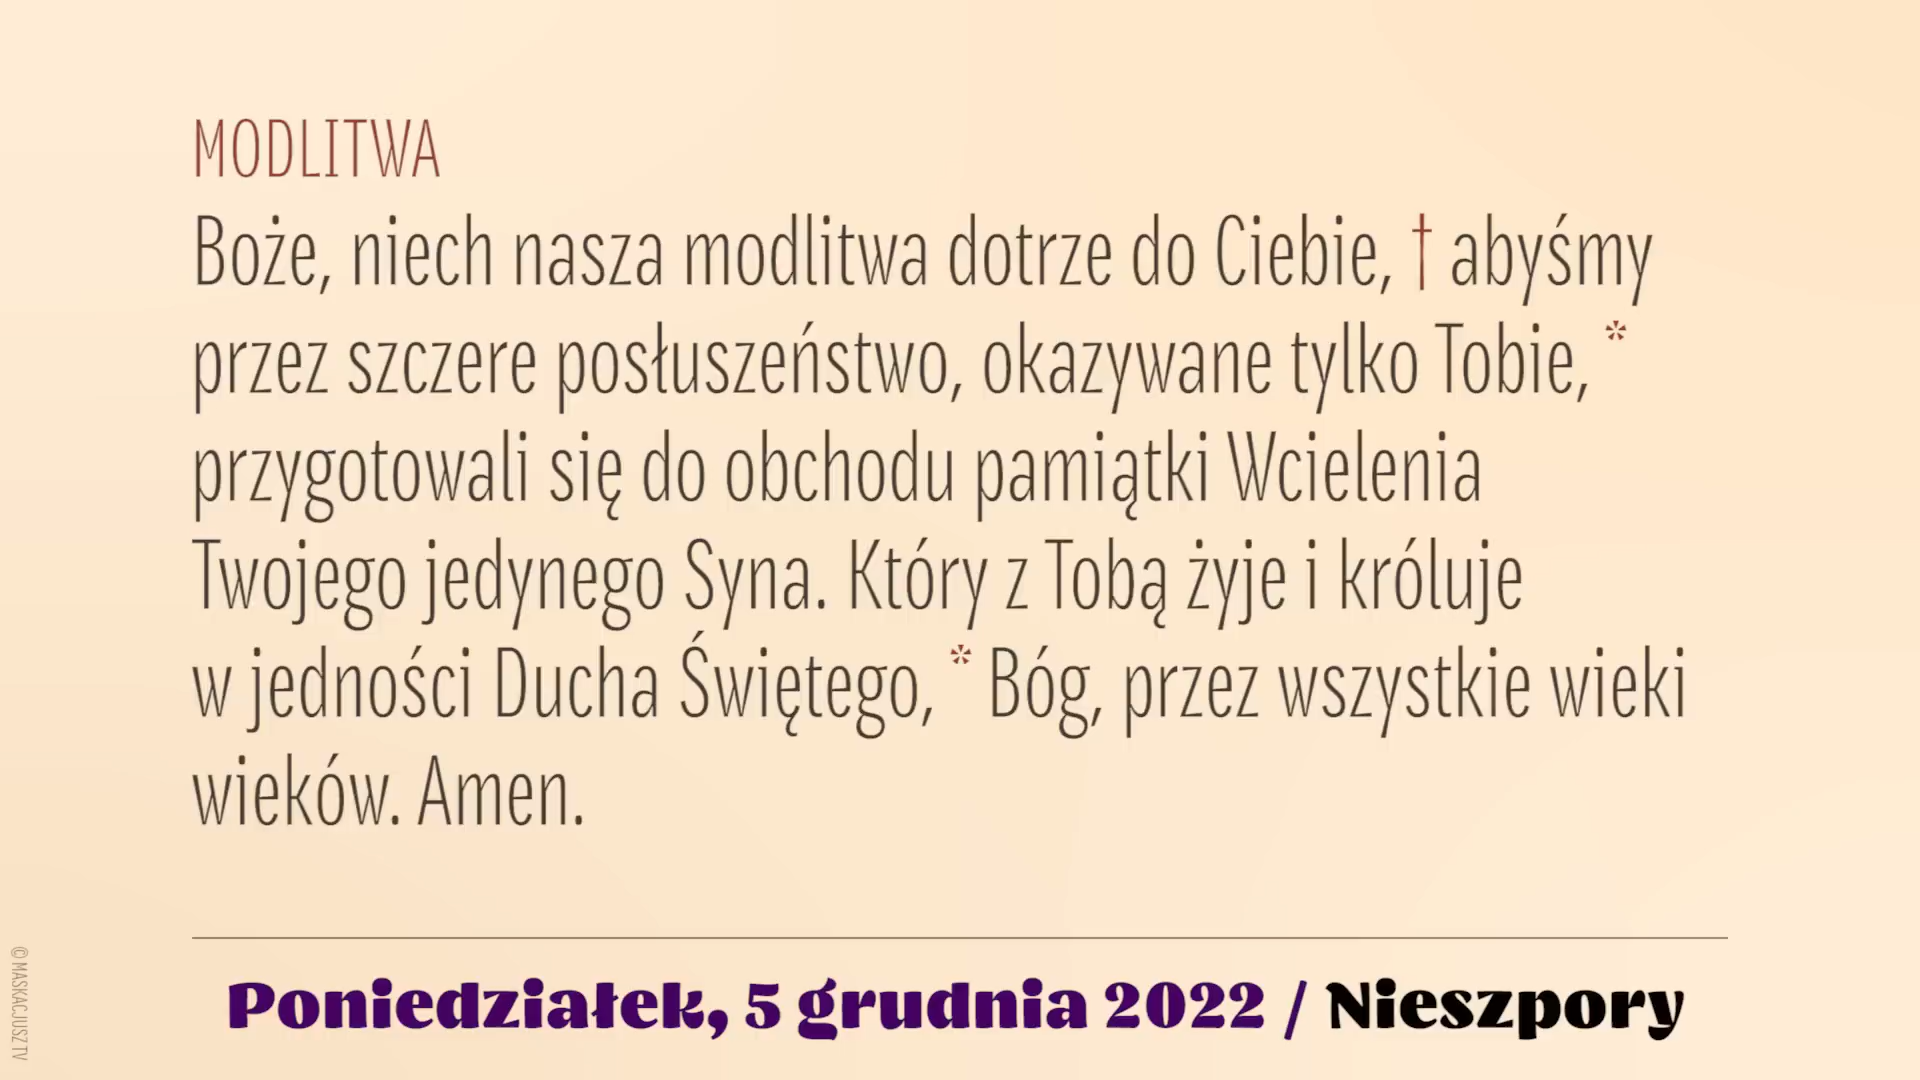 MODLITWA
Boże, niech nasza modlitwa dotrze do Ciebie, † abyśmy
przez szczere posłuszeństwo, okazywane tylko Tobie, *
przygotowali się do obchodu pamiątki Wcielenia
Twojego jedynego Syna. Który z Tobą żyje i króluje
w jedności Ducha Świętego, * Bóg, przez wszystkie wieki
wieków. Amen.
Poniedziałek, 5 grudnia 2022 / Nieszpory
© MASKACJUSZ TV